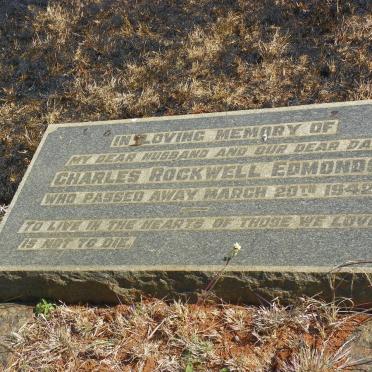 IN LOVING MEMORY OF
MY DEAR HUSBAND AND OUR DEAR DA
CHARLES ROCKWELL EDMONDS
WHO PASSED AWAY MARCH 20TH 1942
TO LIVE IN THE HEARTS OF THOSE WE LOVE
IS NOT TO DIE.